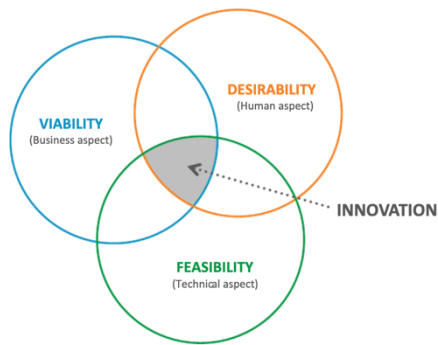 DESIRABILITY
(Human aspect)
VIABILITY
(Business aspect)
INNOVATION
FEASIBILITY
(Technical aspect)